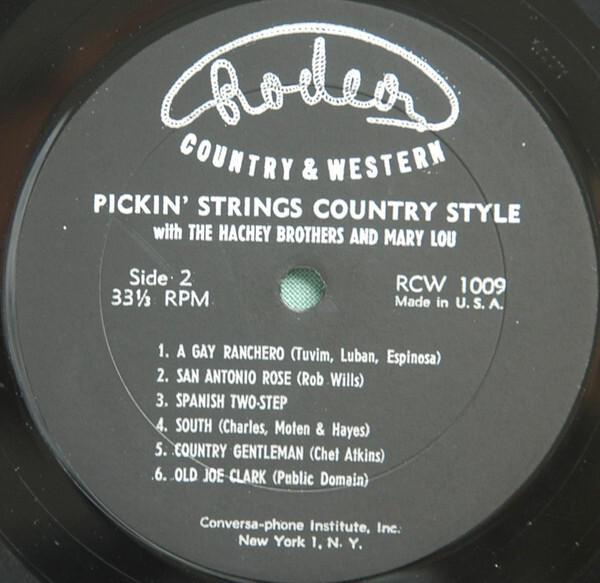 Rodeo
COUNTRY & WESTERN
PICKIN' STRINGS COUNTRY STYLE
with THE HACHEY BROTHERS AND MARY LOU
Side 2
33⅓ RPM
RCW 1009
Made in U. S. A.
1. A GAY RANCHERO (Tuvim, Luban, Espinosa)
2. SAN ANTONIO ROSE (Rob Wills)
3. SPANISH TWO-STEP
4. SOUTH (Charles, Moten & Hayes)
5. COUNTRY GENTLEMAN (Chet Atkins)
6. OLD JOE CLARK (Public Domain)
Conversa-phone Institute, Inc.
New York 1, N. Y.